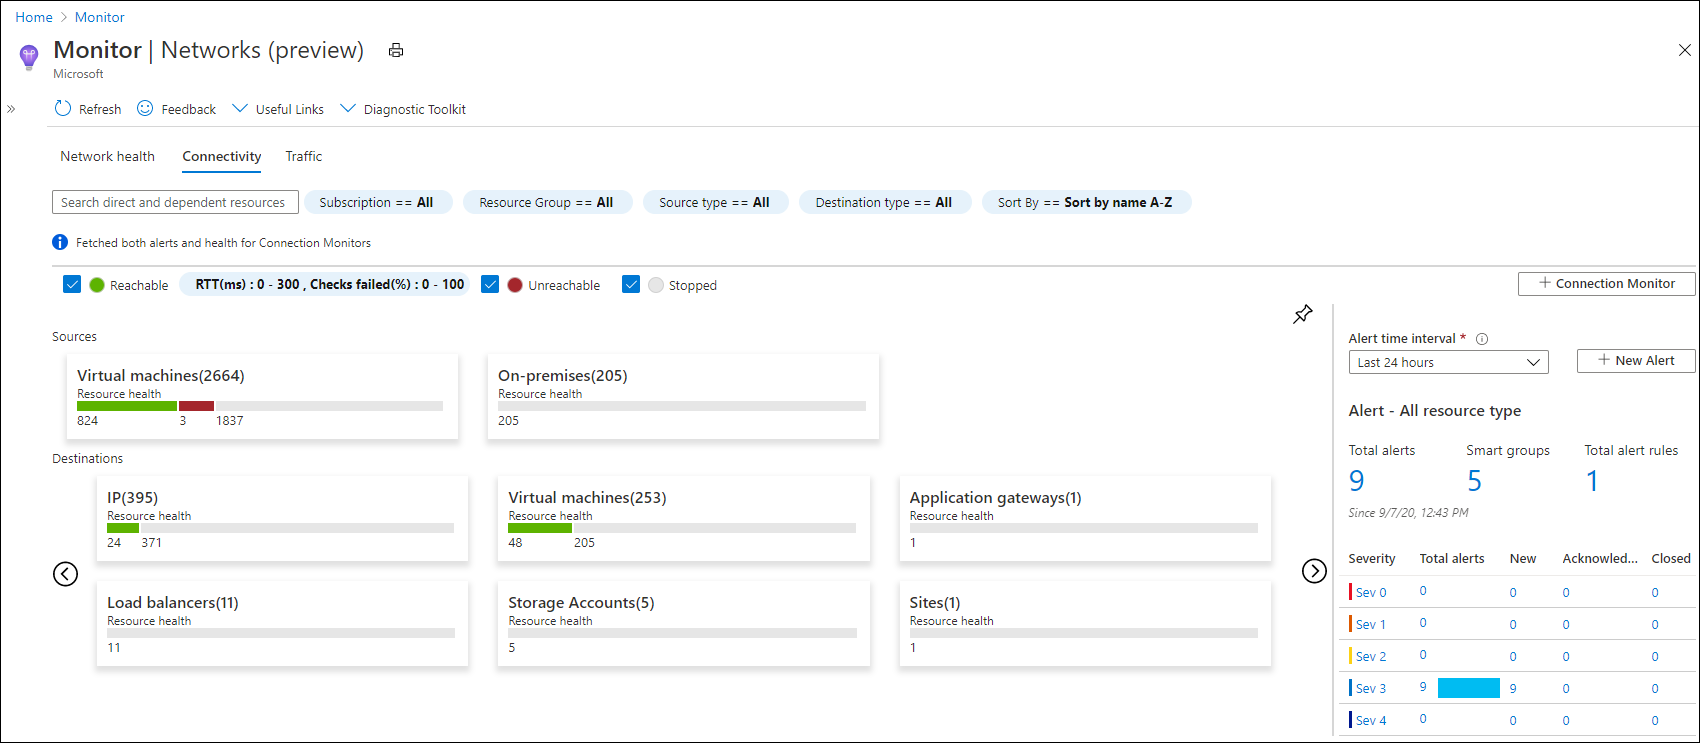 Home > Monitor
Monitor | Networks (preview)
Microsoft
» Refresh Feedback Useful Links Diagnostic Toolkit
Network health Connectivity Traffic
Search direct and dependent resources Subscription == All Resource Group == All Source type == All Destination type == All Sort By == Sort by name A-Z
Fetched both alerts and health for Connection Monitors
Reachable RTT(ms) : 0 - 300 , Checks failed(%) : 0 - 100 Unreachable Stopped
+ Connection Monitor
Sources
Virtual machines(2664)
Resource health
824 3 1837
On-premises(205)
Resource health
205
Destinations
IP(395)
Resource health
24 371
Virtual machines(253)
Resource health
48 205
Application gateways(1)
Resource health
1
Load balancers(11)
Resource health
11
Storage Accounts(5)
Resource health
5
Sites(1)
Resource health
1
Alert time interval *
Last 24 hours
+ New Alert
Alert - All resource type
Total alerts Smart groups Total alert rules
9 5 1
Since 9/7/20, 12:43 PM
Severity Total alerts New Acknowled... Closed
Sev 0 0 0 0 0
Sev 1 0 0 0 0
Sev 2 0 0 0 0
Sev 3 9 9 0 0
Sev 4 0 0 0 0